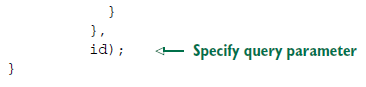 }
},
id); Specify query parameter
}